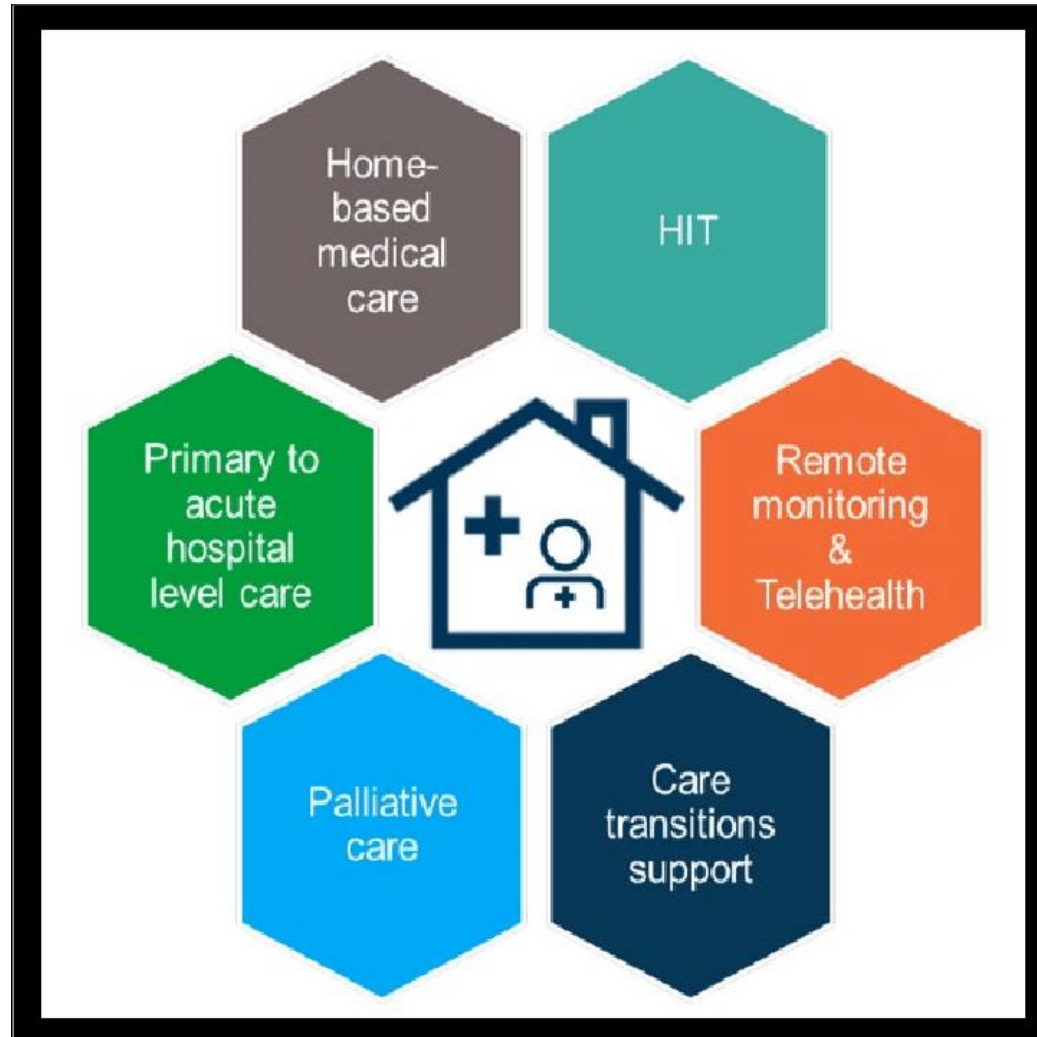 Home-
based
medical
care
HIT
Primary to
acute
hospital
level care
Remote
monitoring
&
Telehealth
Palliative
care
Care
transitions
support